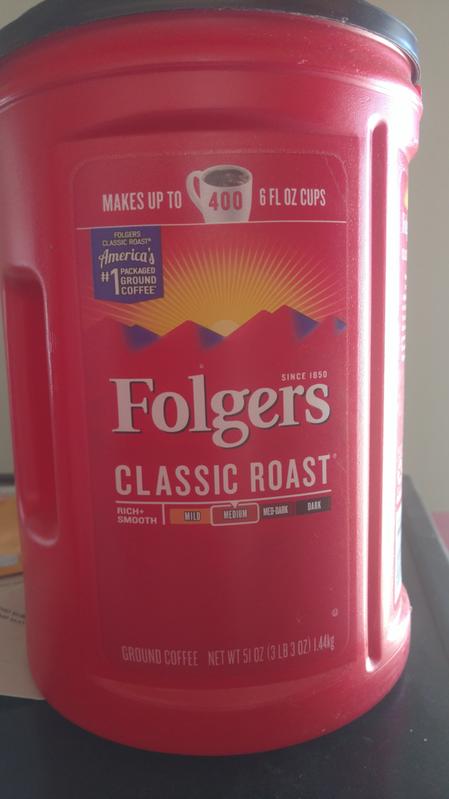 MAKES UP TO 400 6 FL OZ CUPS
FOLGERS
CLASSIC ROAST®
America's
#1 PACKAGED
GROUND
COFFEE
SINCE 1850
Folgers
CLASSIC ROAST®
RICH+
SMOOTH
MILD MEDIUM MED-DARK DARK
GROUND COFFEE NET WT 51 OZ (3 LB 3 OZ) 1.44kg